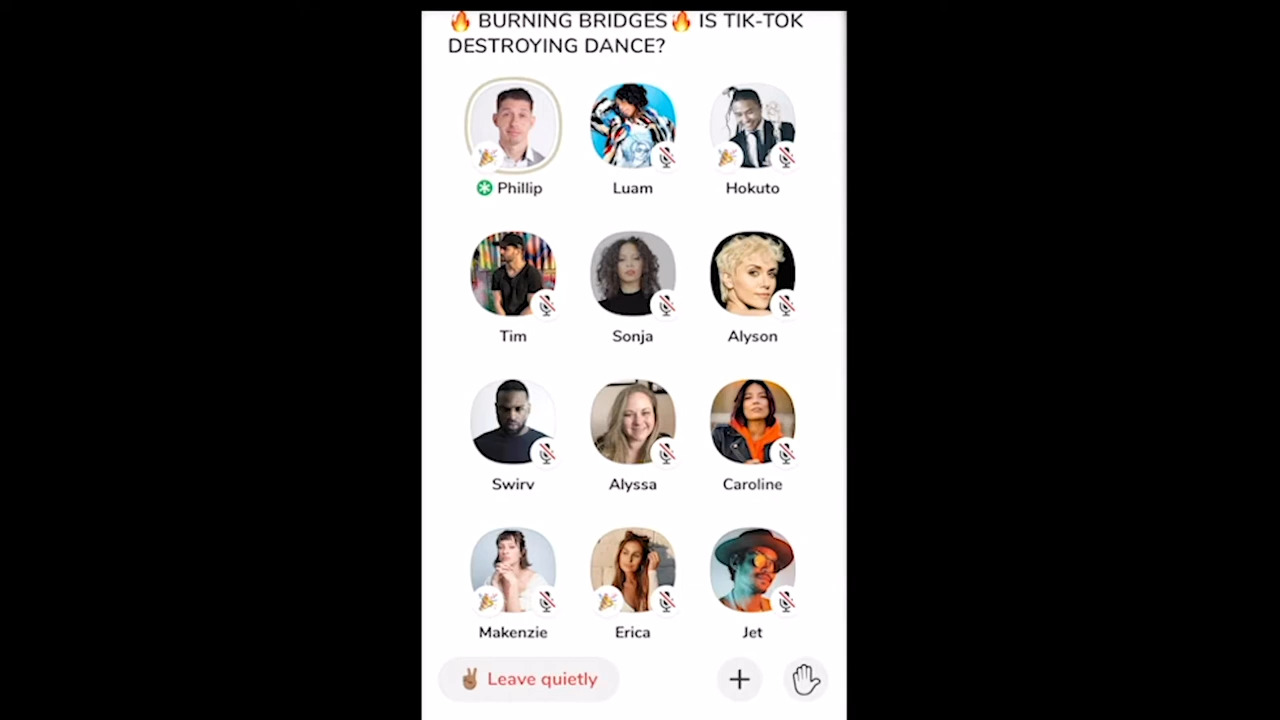 🔥 BURNING BRIDGES🔥 IS TIK-TOK
DESTROYING DANCE?
Phillip Luam Hokuto
Tim Sonja Alyson
Swirv Alyssa Caroline
Makenzie Erica Jet
✌🏽 Leave quietly